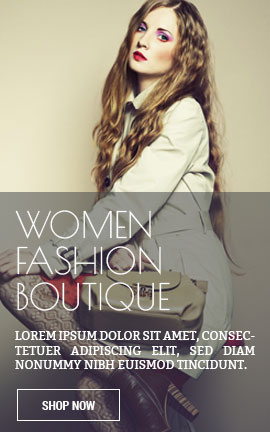 WOMEN
FASHION
BOUTIQUE
LOREM IPSUM DOLOR SIT AMET, CONSEC-
TETUER ADIPISCING ELIT, SED DIAM
NONUMMY NIBH EUISMOD TINCIDUNT.
SHOP NOW